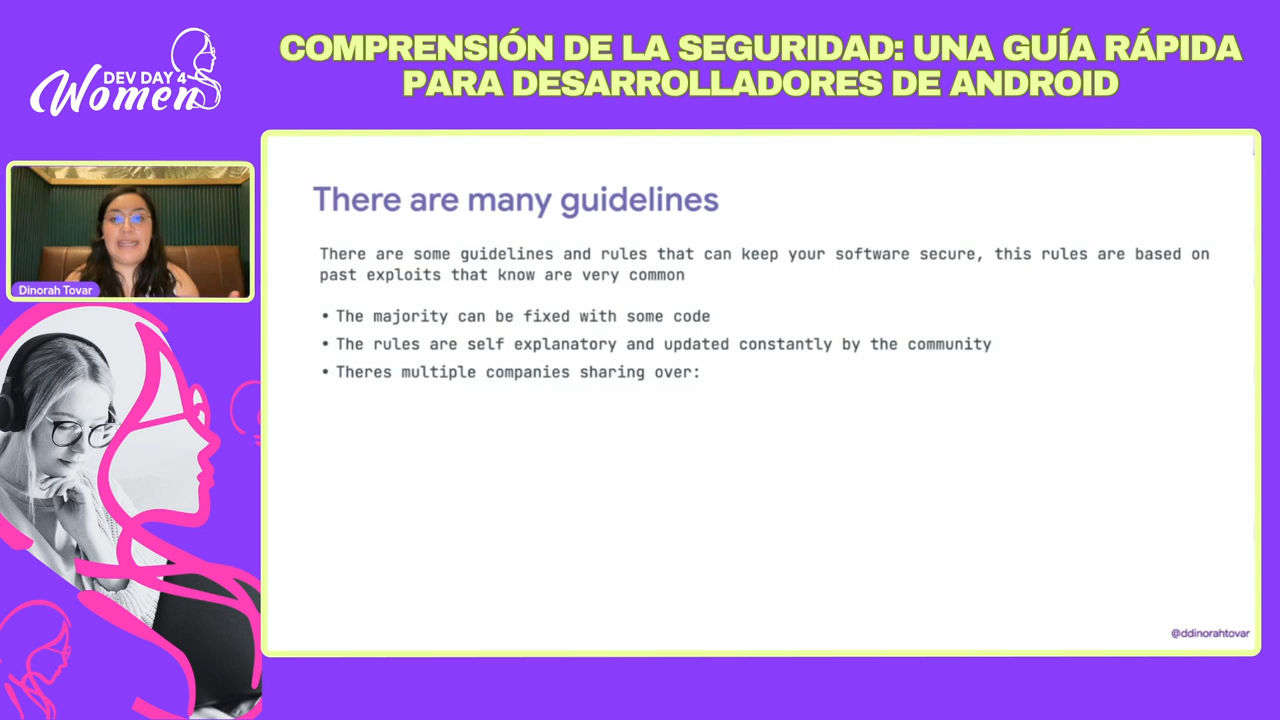 DEV DAY 4
Women
COMPRENSIÓN DE LA SEGURIDAD: UNA GUÍA RÁPIDA
PARA DESARROLLADORES DE ANDROID
Dinorah Tovar
There are many guidelines
There are some guidelines and rules that can keep your software secure, this rules are based on
past exploits that know are very common
• The majority can be fixed with some code
• The rules are self explanatory and updated constantly by the community
• Theres multiple companies sharing over:
@ddinorahtovar